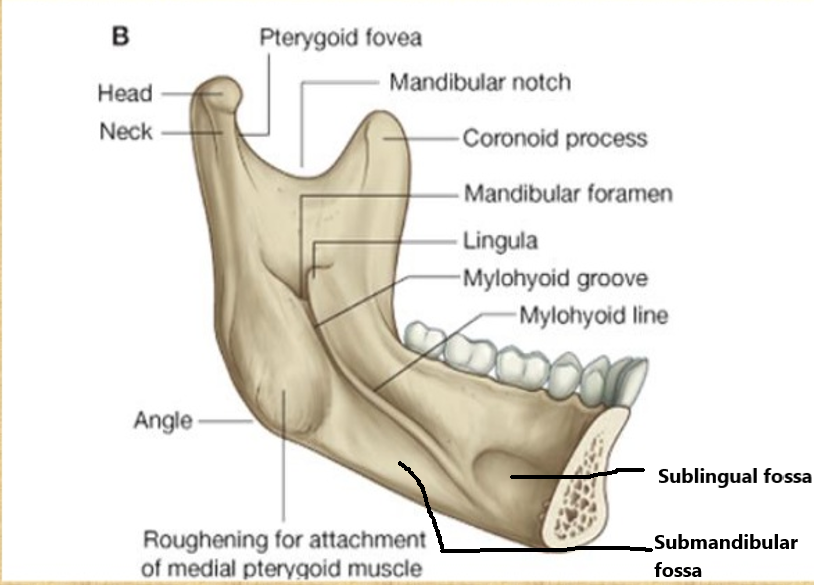 B
Pterygoid fovea
Mandibular notch
Head
Neck
Coronoid process
Mandibular foramen
Lingula
Mylohyoid groove
Mylohyoid line
Angle
Sublingual fossa
Roughening for attachment
of medial pterygoid muscle
Submandibular
fossa